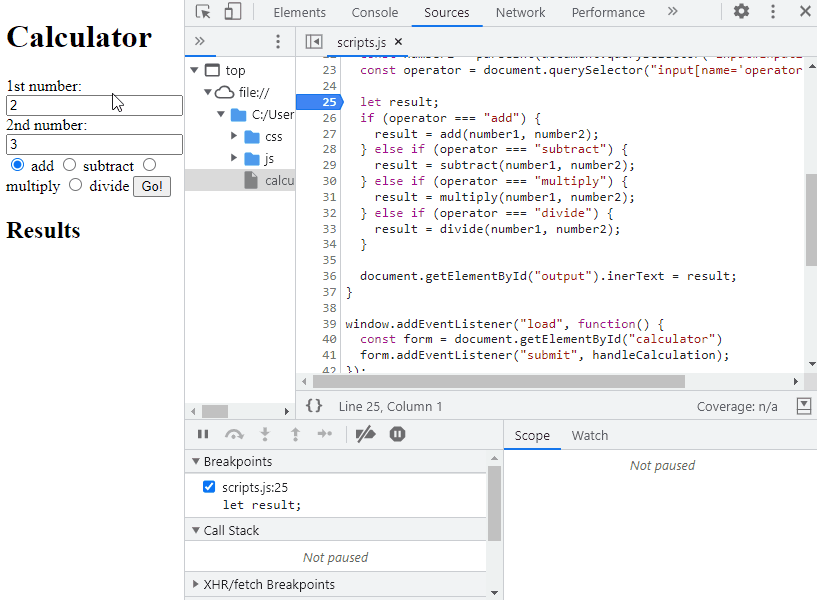 Calculator
1st number:
2
2nd number:
3
add subtract
multiply divide Go!
Results
Elements Console Sources Network Performance »
» scripts.js ×
top
file://
C:/User
css
js
calcu
23 const operator = document.querySelector("input[name='operator
24
25 let result;
26 if (operator === "add") {
27 result = add(number1, number2);
28 } else if (operator === "subtract") {
29 result = subtract(number1, number2);
30 } else if (operator === "multiply") {
31 result = multiply(number1, number2);
32 } else if (operator === "divide") {
33 result = divide(number1, number2);
34 }
35
36 document.getElementById("output").inerText = result;
37 }
38
39 window.addEventListener("load", function() {
40 const form = document.getElementById("calculator")
41 form.addEventListener("submit", handleCalculation);
42 });
{} Line 25, Column 1 Coverage: n/a
Breakpoints
scripts.js:25
let result;
Call Stack
Not paused
XHR/fetch Breakpoints
Scope Watch
Not paused